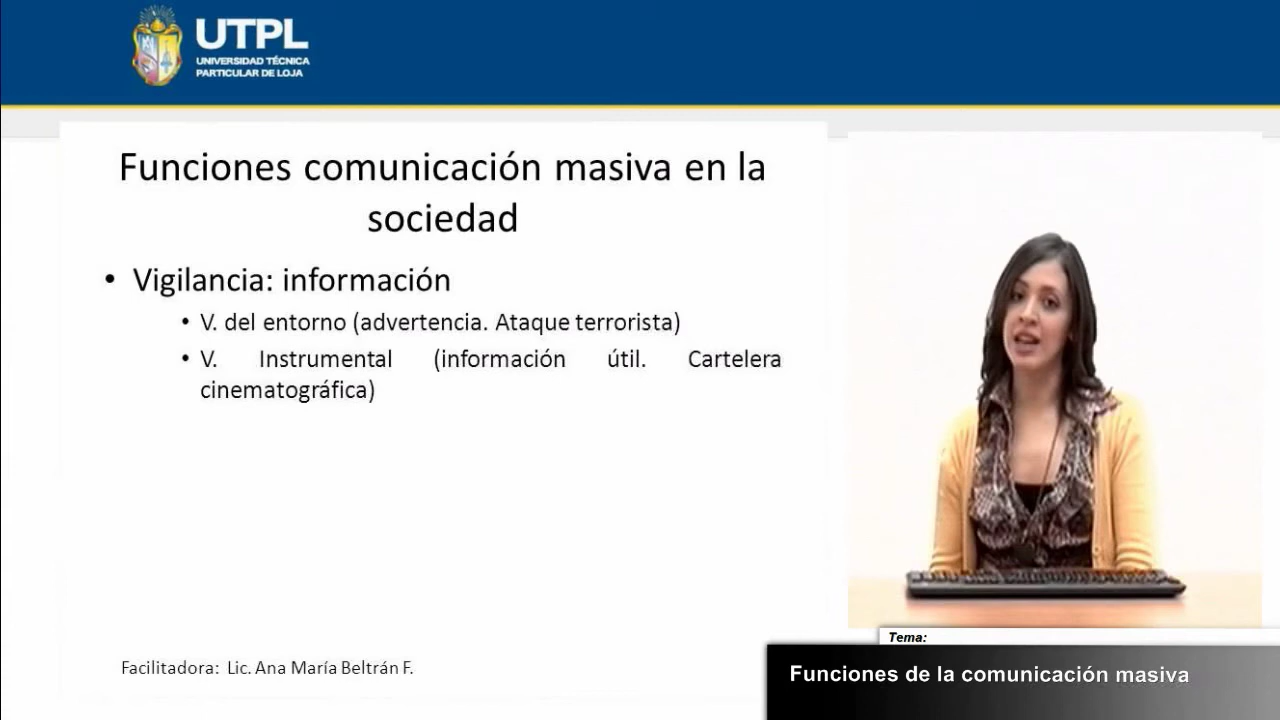 UTPL
UNIVERSIDAD TÉCNICA
PARTICULAR DE LOJA
Funciones comunicación masiva en la
sociedad
• Vigilancia: información
• V. del entorno (advertencia. Ataque terrorista)
• V. Instrumental (información útil. Cartelera
cinematográfica)
Facilitadora: Lic. Ana María Beltrán F.
Tema:
Funciones de la comunicación masiva